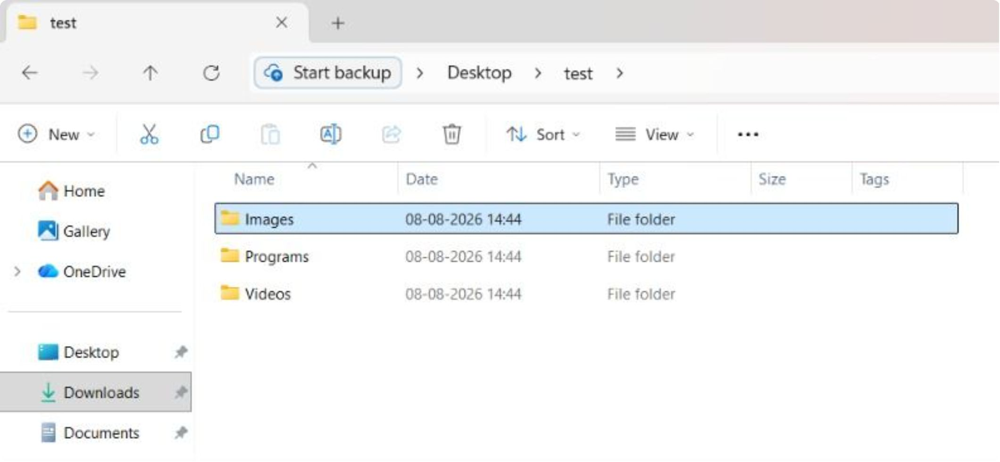 test
Start backup > Desktop > test >
New Sort View
Name Date Type Size Tags
Home
Gallery
OneDrive
Desktop
Downloads
Documents
Images 08-08-2026 14:44 File folder
Programs 08-08-2026 14:44 File folder
Videos 08-08-2026 14:44 File folder